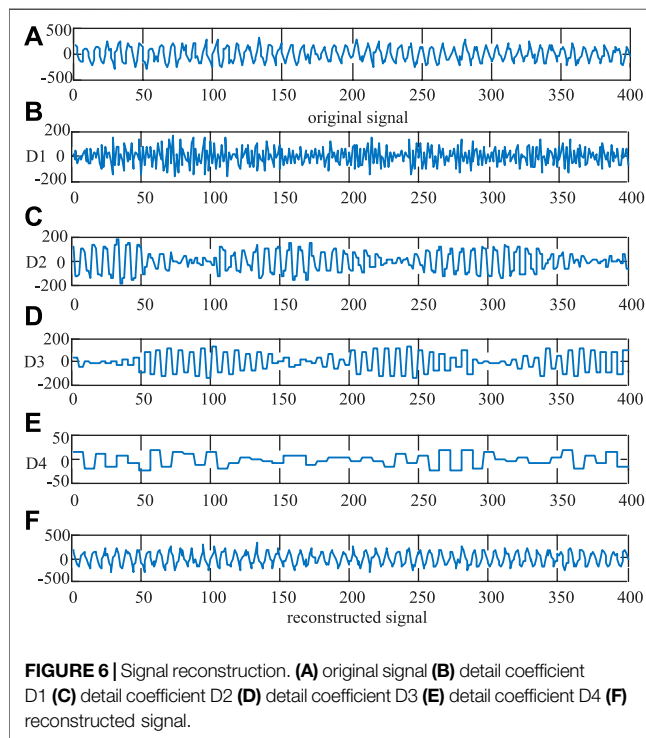 A
500
0
-500
0 50 100 150 200 250 300 350 400
original signal
B
200
D1 0
-200
0 50 100 150 200 250 300 350 400
C
200
D2 0
-200
0 50 100 150 200 250 300 350 400
D
200
D3 0
-200
0 50 100 150 200 250 300 350 400
E
50
D4 0
-50
0 50 100 150 200 250 300 350 400
F
500
0
-500
0 50 100 150 200 250 300 350 400
reconstructed signal
FIGURE 6 | Signal reconstruction. (A) original signal (B) detail coefficient
D1 (C) detail coefficient D2 (D) detail coefficient D3 (E) detail coefficient D4 (F)
reconstructed signal.